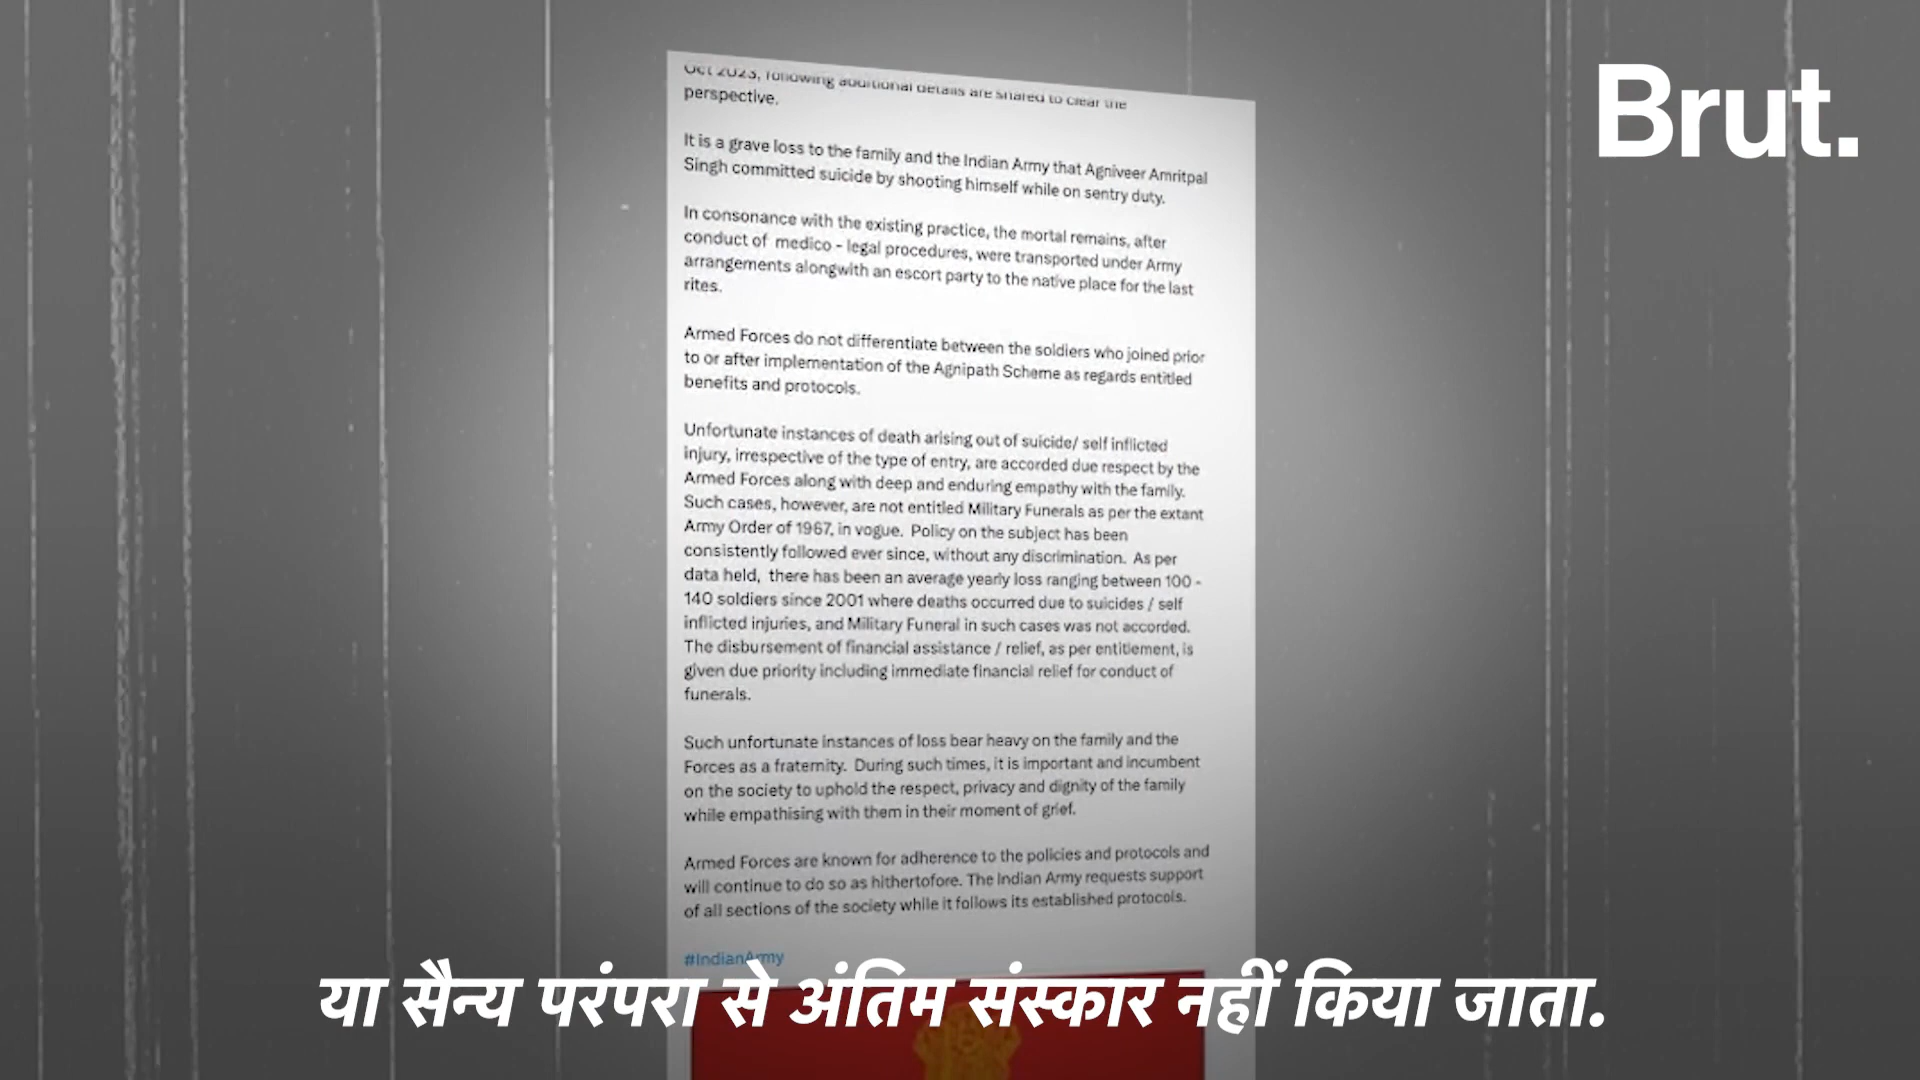 Brut.
Oct 2023, following additional details are shared to clear the
perspective.
It is a grave loss to the family and the Indian Army that Agniveer Amritpal
Singh committed suicide by shooting himself while on sentry duty.
In consonance with the existing practice, the mortal remains, after
conduct of medico - legal procedures, were transported under Army
arrangements alongwith an escort party to the native place for the last
rites.
Armed Forces do not differentiate between the soldiers who joined prior
to or after implementation of the Agnipath Scheme as regards entitled
benefits and protocols.
Unfortunate instances of death arising out of suicide/ self inflicted
injury, irrespective of the type of entry, are accorded due respect by the
Armed Forces along with deep and enduring empathy with the family.
Such cases, however, are not entitled Military Funerals as per the extant
Army Order of 1967, in vogue. Policy on the subject has been
consistently followed ever since, without any discrimination. As per
data held, there has been an average yearly loss ranging between 100 -
140 soldiers since 2001 where deaths occurred due to suicides / self
inflicted injuries, and Military Funeral in such cases was not accorded.
The disbursement of financial assistance / relief, as per entitlement, is
given due priority including immediate financial relief for conduct of
funerals.
Such unfortunate instances of loss bear heavy on the family and the
Forces as a fraternity. During such times, it is important and incumbent
on the society to uphold the respect, privacy and dignity of the family
while empathising with them in their moment of grief.
Armed Forces are known for adherence to the policies and protocols and
will continue to do so as hithertofore. The Indian Army requests support
of all sections of the society while it follows its established protocols.
#IndianArmy
या सैन्य परंपरा से अंतिम संस्कार नहीं किया जाता.